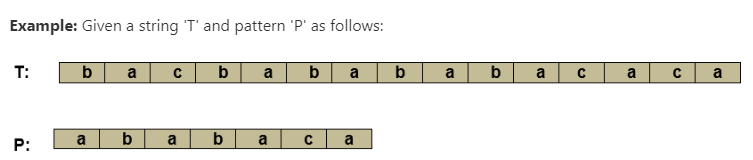 Example: Given a string 'T' and pattern 'P' as follows:
T: b a c b a b a b a b a c a c a
P: a b a b a c a